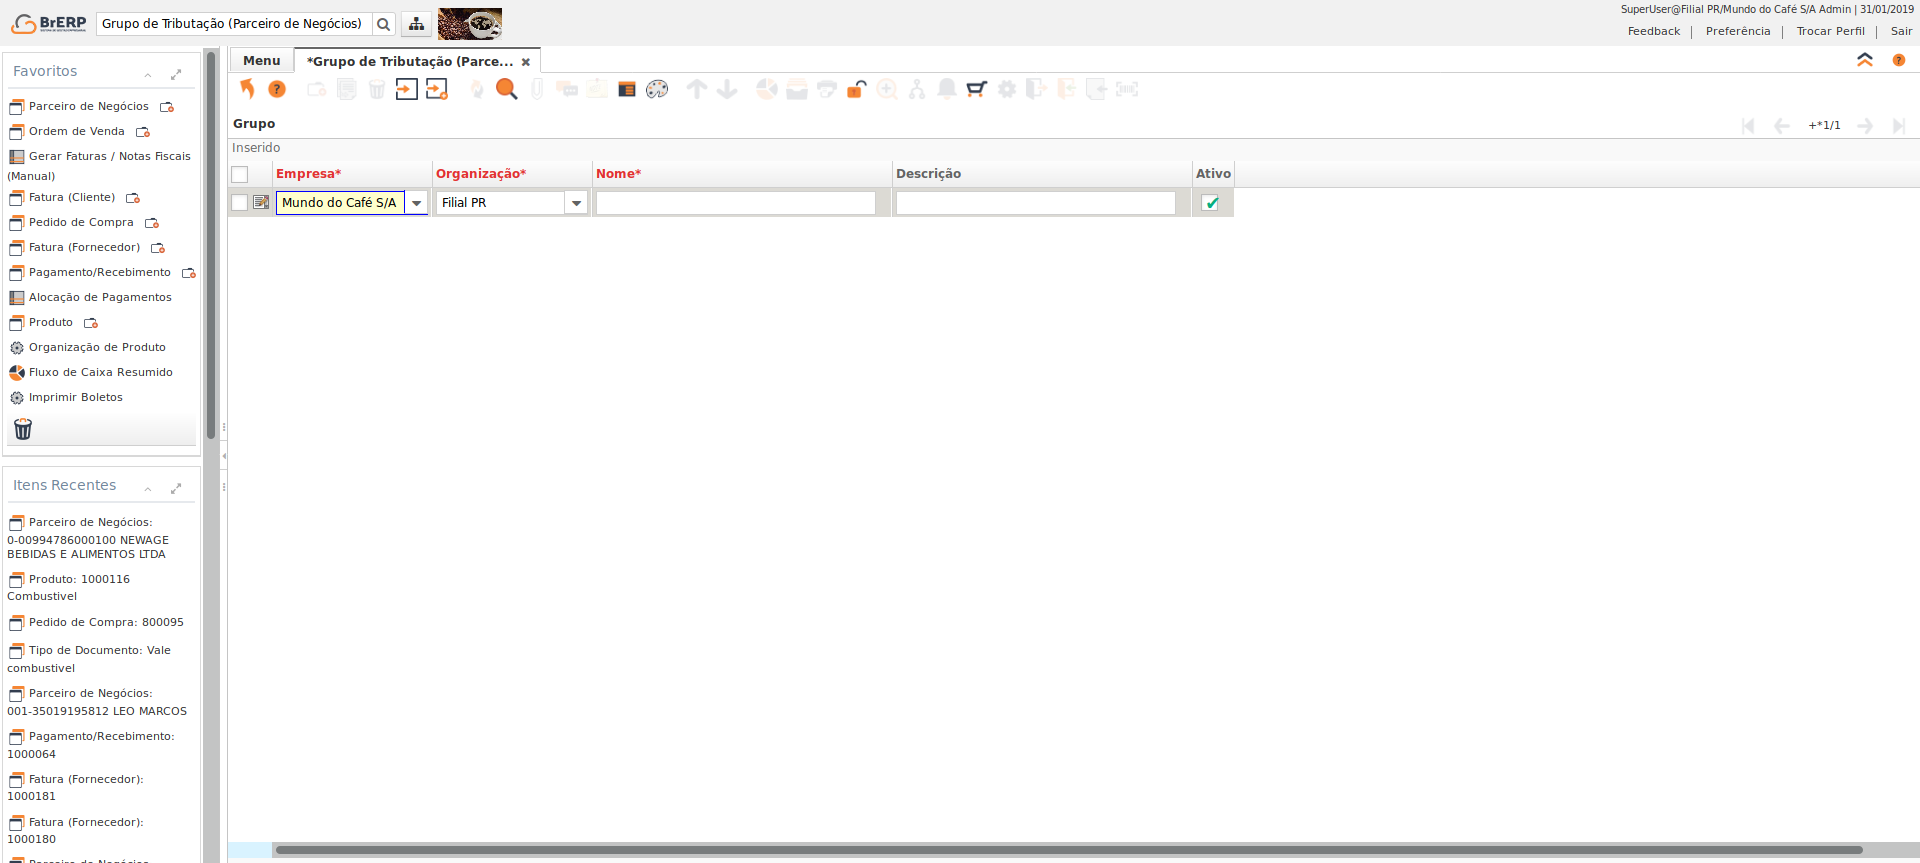 BrERP
Grupo de Tributação (Parceiro de Negócios)
SuperUser@Filial PR/Mundo do Café S/A Admin | 31/01/2019
Feedback | Preferência | Trocar Perfil | Sair
Favoritos
Parceiro de Negócios
Ordem de Venda
Gerar Faturas / Notas Fiscais
(Manual)
Fatura (Cliente)
Pedido de Compra
Fatura (Fornecedor)
Pagamento/Recebimento
Alocação de Pagamentos
Produto
Organização de Produto
Fluxo de Caixa Resumido
Imprimir Boletos
Itens Recentes
Parceiro de Negócios:
0-00994786000100 NEWAGE
BEBIDAS E ALIMENTOS LTDA
Produto: 1000116
Combustivel
Pedido de Compra: 800095
Tipo de Documento: Vale
combustivel
Parceiro de Negócios:
001-35019195812 LEO MARCOS
Pagamento/Recebimento:
1000064
Fatura (Fornecedor):
1000181
Fatura (Fornecedor):
1000180
Parceiro de Negócios
Menu
*Grupo de Tributação (Parce...
Grupo
+*1/1
Inserido
Empresa* Organização* Nome* Descrição Ativo
Mundo do Café S/A Filial PR